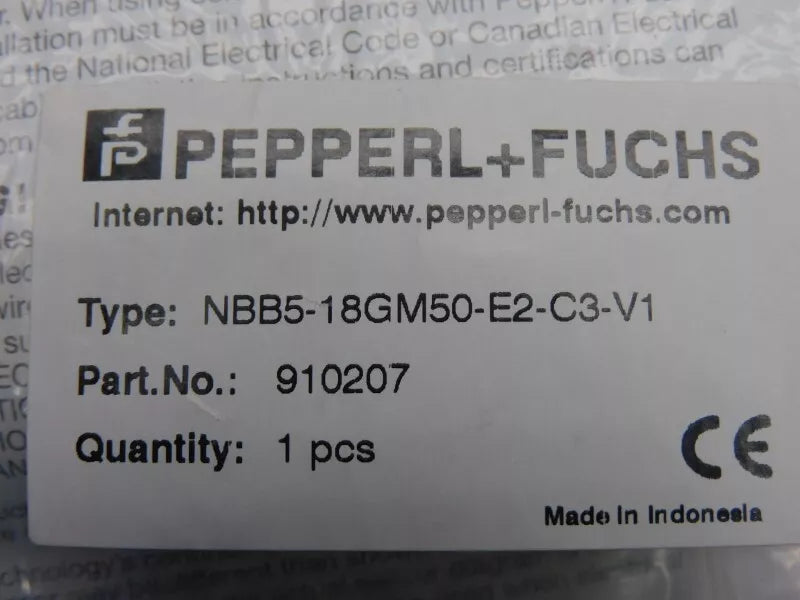 When using
allation must be in accordance with
the National Electrical Code or Canadian Electrical
and certifications can
PEPPERL+FUCHS
Internet: http://www.pepperl-fuchs.com
Type: NBB5-18GM50-E2-C3-V1
Part.No.: 910207
Quantity: 1 pcs
CE
Made in Indonesia